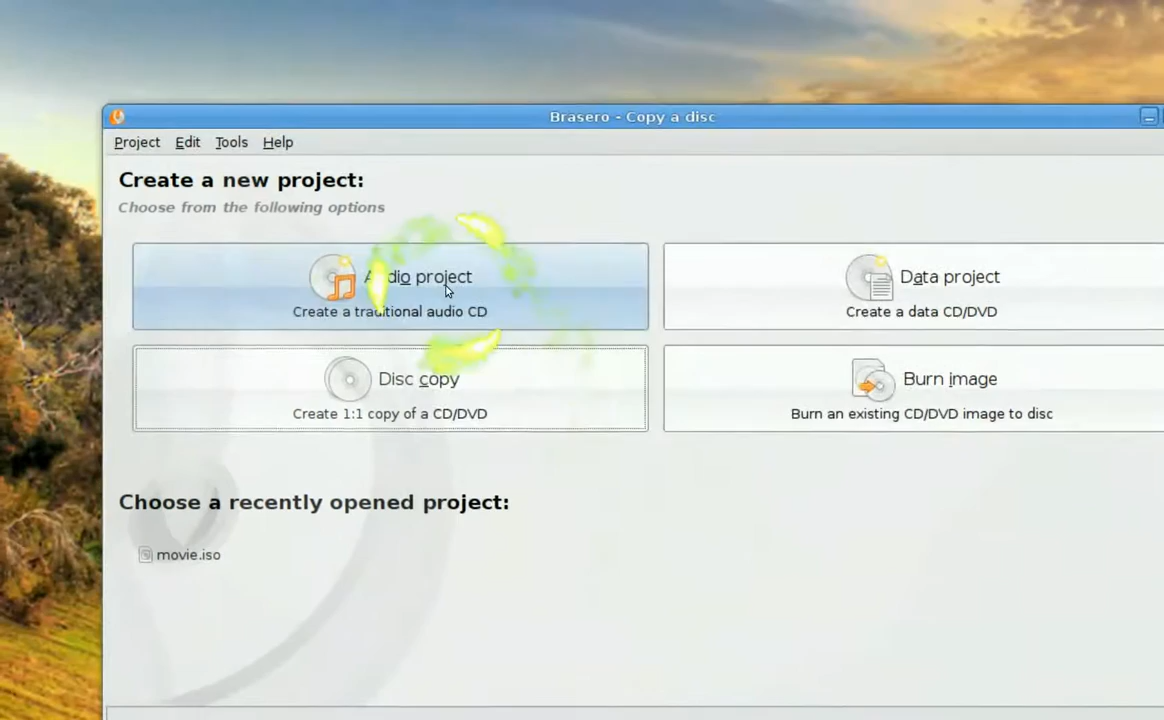 Brasero - Copy a disc
Project Edit Tools Help
Create a new project:
Choose from the following options
Audio project
Create a traditional audio CD
Data project
Create a data CD/DVD
Disc copy
Create 1:1 copy of a CD/DVD
Burn image
Burn an existing CD/DVD image to disc
Choose a recently opened project:
movie.iso